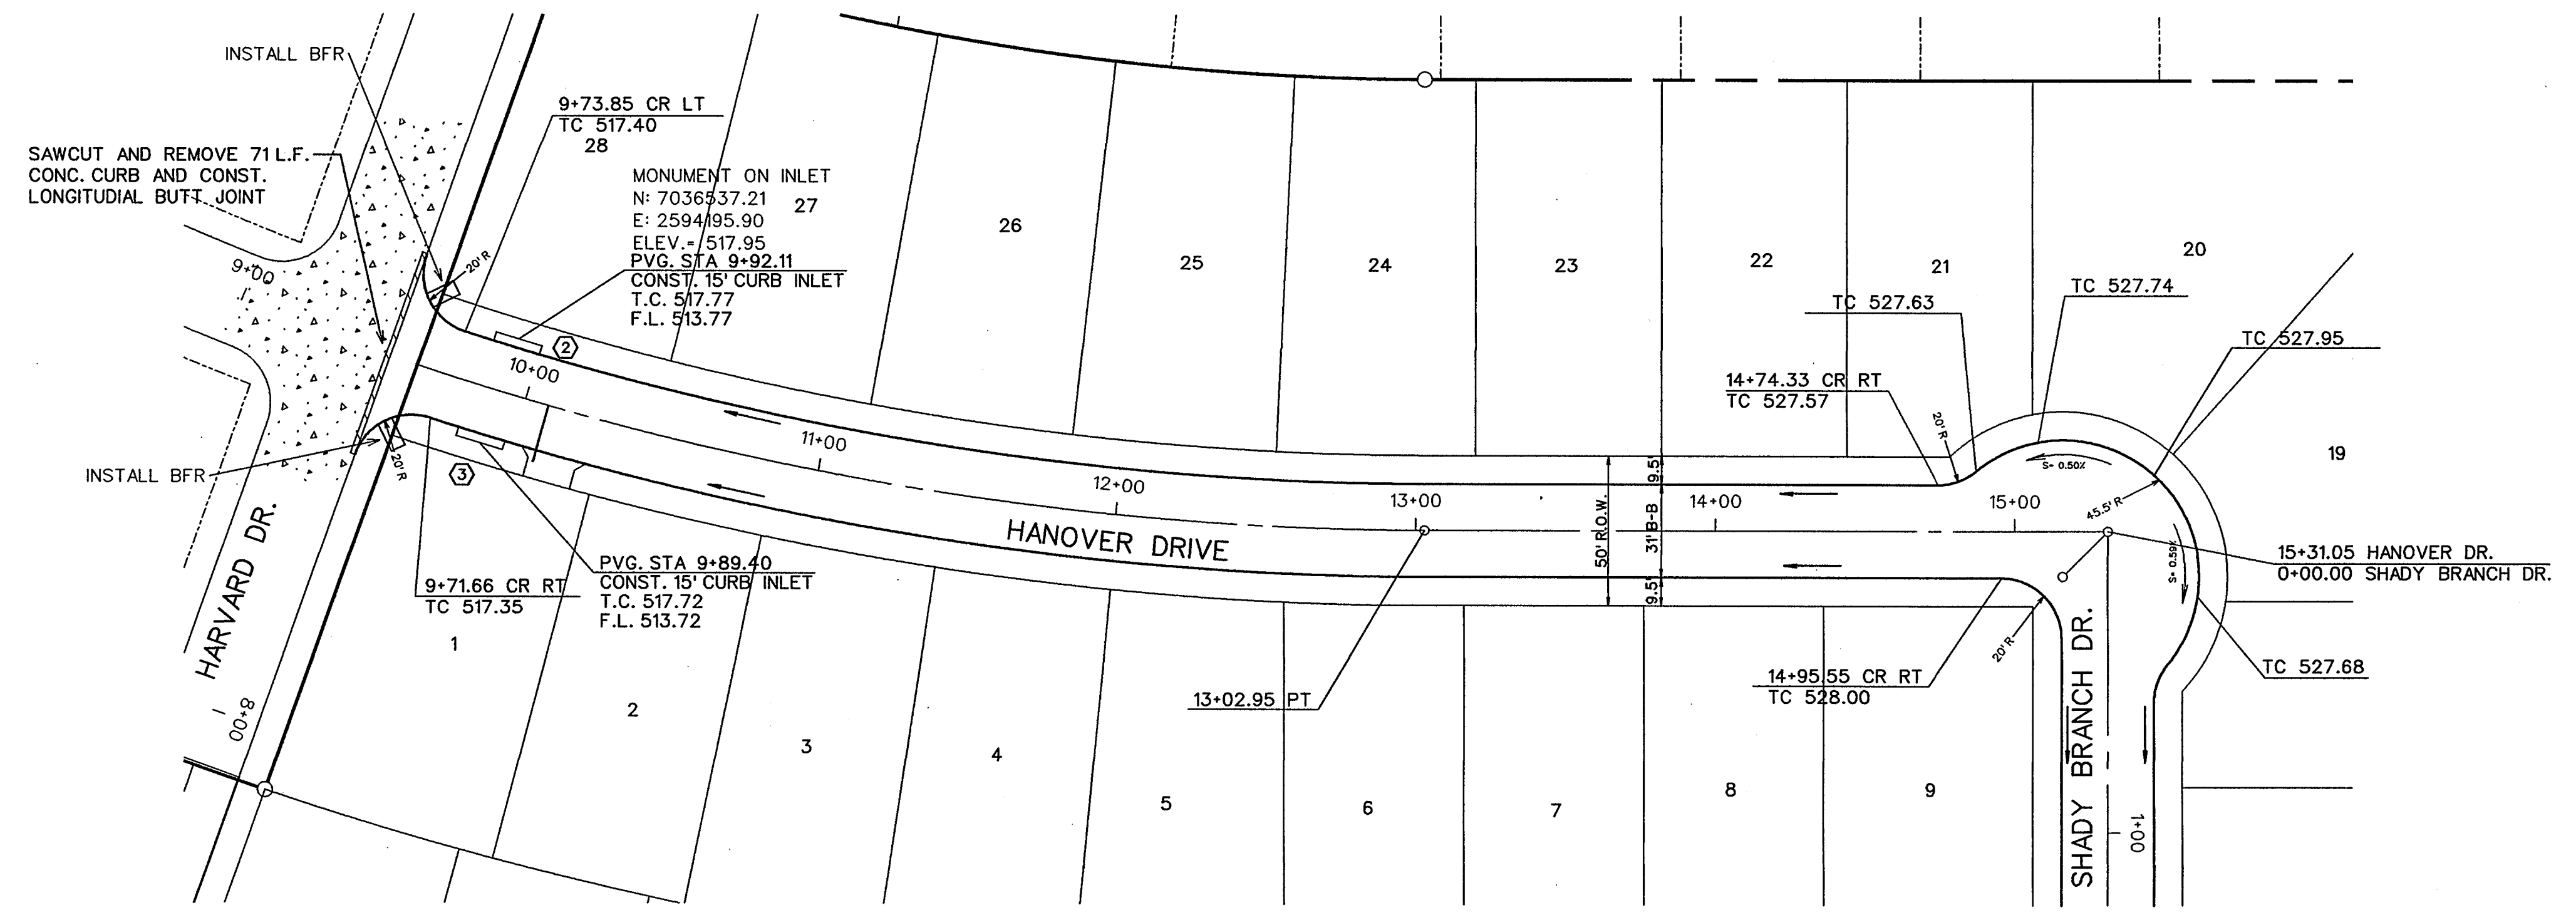 INSTALL BFR
9+73.85 CR LT
TC 517.40
28
SAWCUT AND REMOVE 71 L.F.
CONC. CURB AND CONST.
LONGITUDIAL BUTT JOINT
MONUMENT ON INLET
N: 7036537.21
E: 2594195.90
ELEV.= 517.95
PVG. STA 9+92.11
CONST. 15' CURB INLET
T.C. 517.77
F.L. 513.77
27
26
25
24
23
22
21
20
19
9+00
20' R
2
10+00
11+00
12+00
13+00
14+00
15+00
TC 527.63
TC 527.74
TC 527.95
14+74.33 CR RT
TC 527.57
20' R
S= 0.50%
45.5' R
S= 0.59%
9.5'
50' R.O.W.
31' B-B
9.5'
HANOVER DRIVE
INSTALL BFR
20' R
3
HARVARD DR.
8+00
9+71.66 CR RT
TC 517.35
PVG. STA 9+89.40
CONST. 15' CURB INLET
T.C. 517.72
F.L. 513.72
15+31.05 HANOVER DR.
0+00.00 SHADY BRANCH DR.
13+02.95 PT
20' R
14+95.55 CR RT
TC 528.00
TC 527.68
SHADY BRANCH DR.
1+00
1
2
3
4
5
6
7
8
9